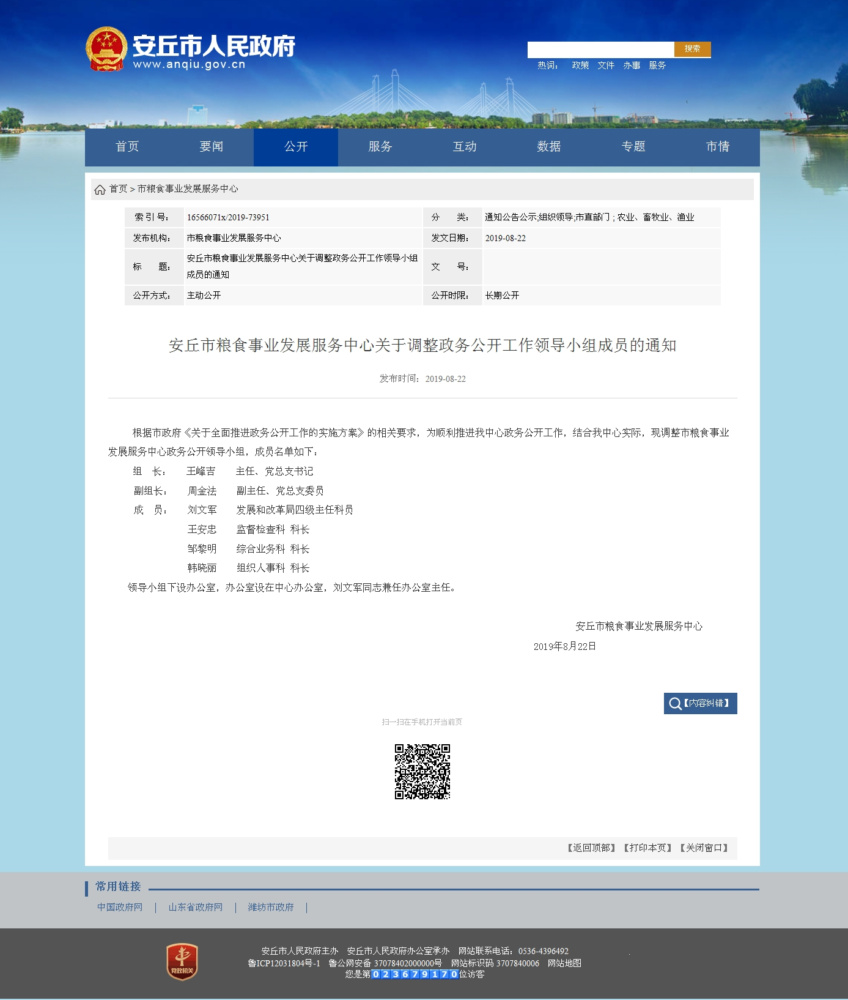 安丘市人民政府
www.anqiu.gov.cn
搜索
热词： 政策 文件 办事 服务
首页 要闻 公开 服务 互动 数据 专题 市情
首页 > 市粮食事业发展服务中心
索 引 号： 16566071x/2019-73951 分　　类： 通知公告公示;组织领导;市直部门 ; 农业、畜牧业、渔业
发布机构： 市粮食事业发展服务中心 发文日期： 2019-08-22
标　　题： 安丘市粮食事业发展服务中心关于调整政务公开工作领导小组
成员的通知
文　　号：
公开方式： 主动公开 公开时限： 长期公开
安丘市粮食事业发展服务中心关于调整政务公开工作领导小组成员的通知
发布时间：2019-08-22
根据市政府《关于全面推进政务公开工作的实施方案》的相关要求，为顺利推进我中心政务公开工作，结合我中心实际，现调整市粮食事业
发展服务中心政务公开领导小组，成员名单如下：
组　长： 王峰吉 主任、党总支书记
副组长： 周金法 副主任、党总支委员
成　员： 刘文军 发展和改革局四级主任科员
王安忠 监督检查科 科长
邹黎明 综合业务科 科长
韩晓丽 组织人事科 科长
领导小组下设办公室，办公室设在中心办公室，刘文军同志兼任办公室主任。
安丘市粮食事业发展服务中心
2019年8月22日
【内容纠错】
扫一扫在手机打开当前页
【返回顶部】【打印本页】【关闭窗口】
常用链接
中国政府网 | 山东省政府网 | 潍坊市政府 |
党政机关
安丘市人民政府主办 安丘市人民政府办公室承办 网站联系电话：0536-4396492
鲁ICP12031804号-1 鲁公网安备 37078402000000号 网站标识码 3707840006 网站地图
您是第023679170位访客